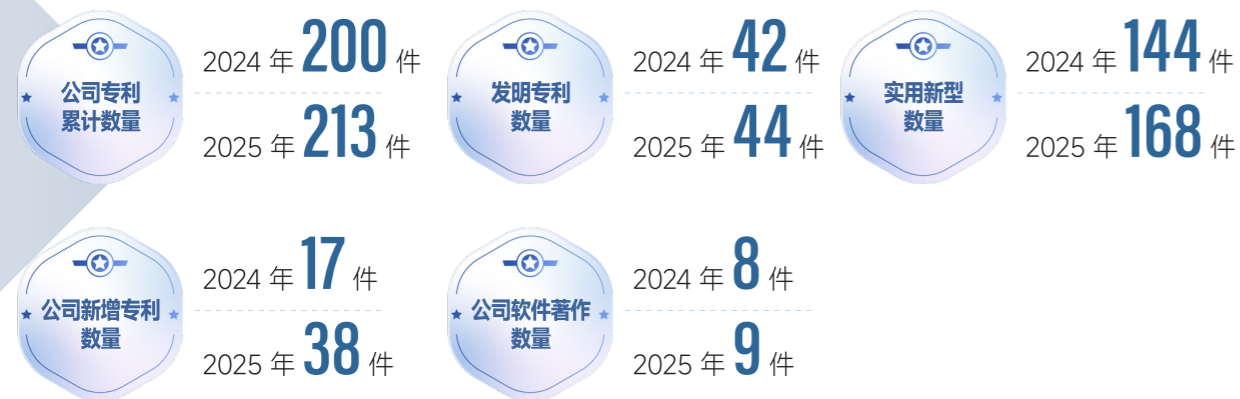 公司专利
累计数量
2024 年 200 件
2025 年 213 件
发明专利
数量
2024 年 42 件
2025 年 44 件
实用新型
数量
2024 年 144 件
2025 年 168 件
公司新增专利
数量
2024 年 17 件
2025 年 38 件
公司软件著作
数量
2024 年 8 件
2025 年 9 件